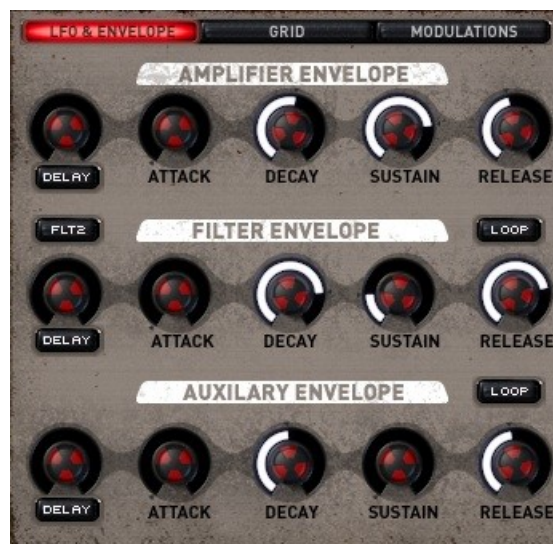 LFO & ENVELOPE GRID MODULATIONS
AMPLIFIER ENVELOPE
DELAY ATTACK DECAY SUSTAIN RELEASE
FLT2 FILTER ENVELOPE LOOP
DELAY ATTACK DECAY SUSTAIN RELEASE
AUXILARY ENVELOPE LOOP
DELAY ATTACK DECAY SUSTAIN RELEASE